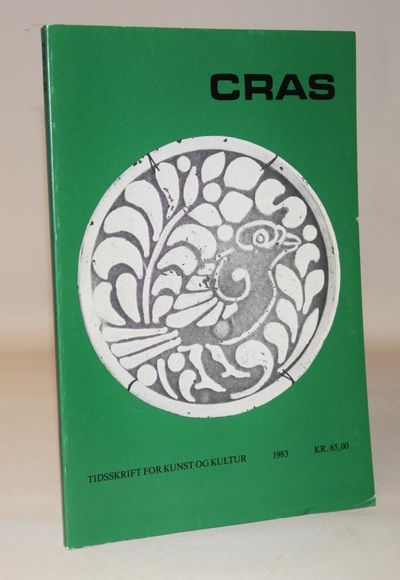 CRAS
TIDSSKRIFT FOR KUNST OG KULTUR 1983 KR. 65,00